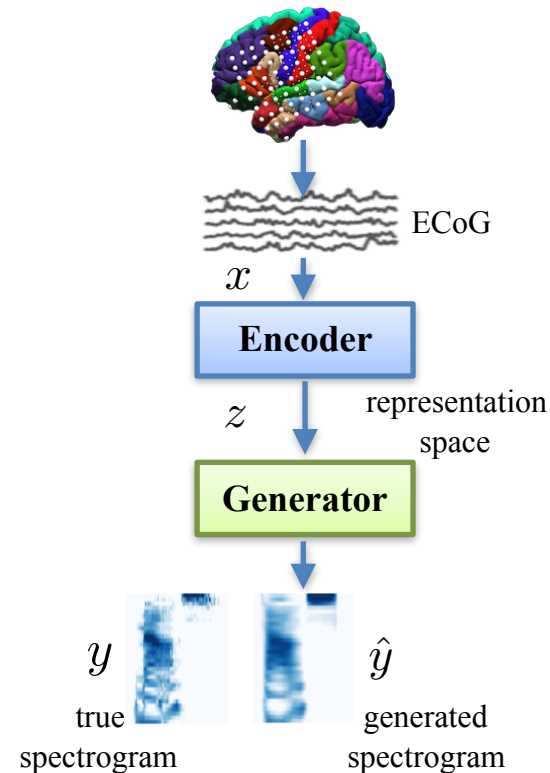 ECoG
x
Encoder
z
representation
space
Generator
y
ŷ
true
spectrogram
generated
spectrogram